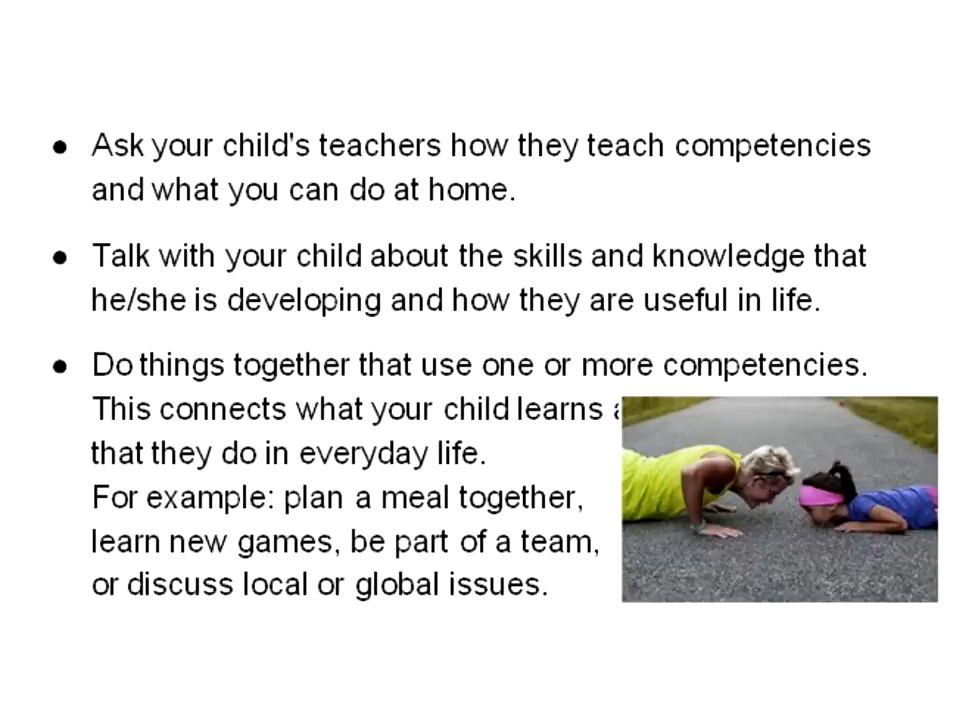 ● Ask your child's teachers how they teach competencies
and what you can do at home.
● Talk with your child about the skills and knowledge that
he/she is developing and how they are useful in life.
● Do things together that use one or more competencies.
This connects what your child learns
that they do in everyday life.
For example: plan a meal together,
learn new games, be part of a team,
or discuss local or global issues.